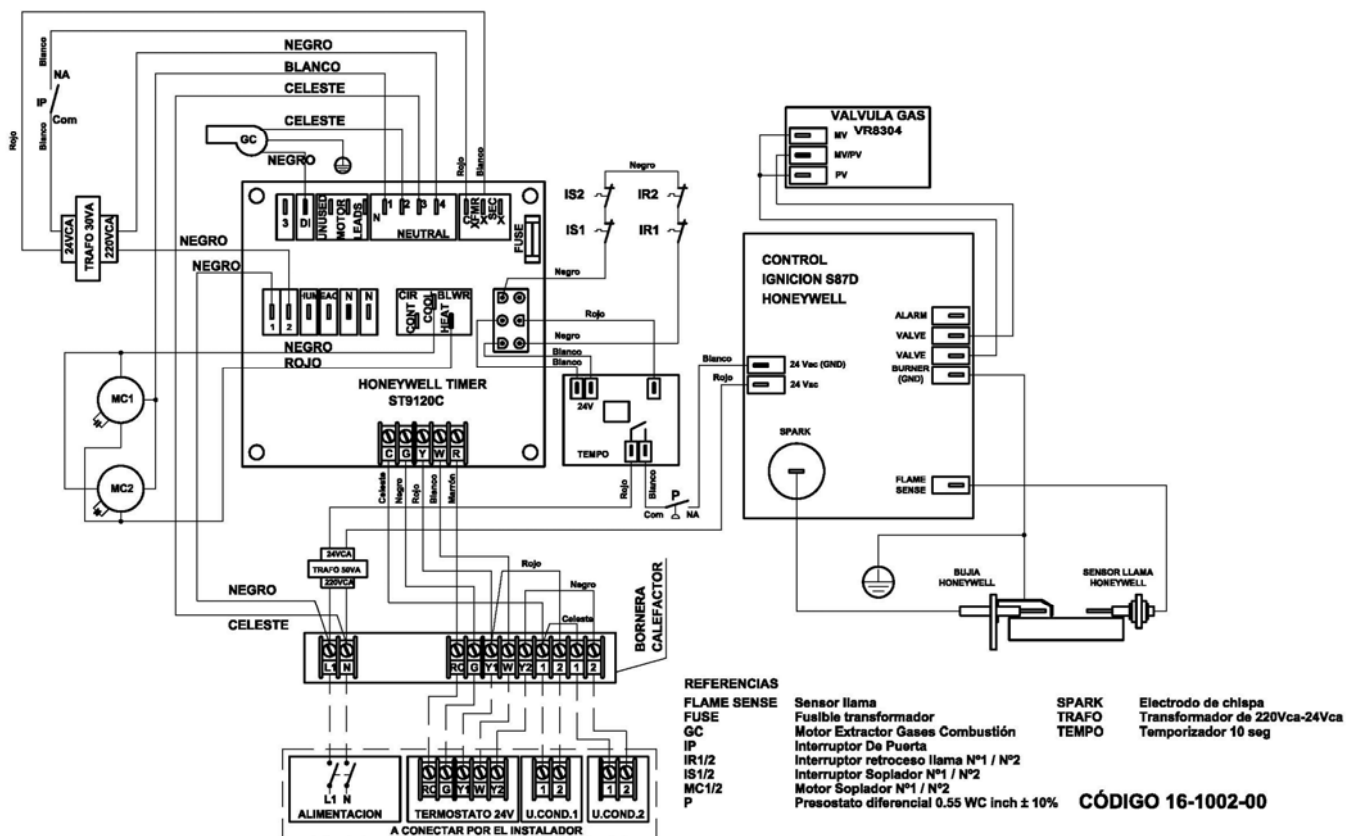 NEGRO
BLANCO
CELESTE
CELESTE
NEGRO
Blanco
NA
IP
Com
Blanco
Rojo
GC
Rojo
Blanco
24VCA
TRAFO 30VA
220VCA
NEGRO
NEGRO
3
DI
UNUSED
MOTOR
LEADS
N
1
2
3
4
NEUTRAL
C
XFMR
X
SEC
X
FUSE
1
2
HUM
EAC
N
N
CIR
CONT
COOL
BLWR
HEAT
NEGRO
ROJO
HONEYWELL TIMER
ST9120C
MC1
MC2
C
G
Y
W
R
Celeste
Negro
Rojo
Blanco
Marrón
Negro
IS2
IR2
IS1
IR1
Negro
Rojo
Negro
Blanco
Blanco
24V
TEMPO
Rojo
Blanco
P
Com
NA
Blanco
Rojo
VALVULA GAS
VR8304
MV
MV/PV
PV
CONTROL
IGNICION S87D
HONEYWELL
ALARM
VALVE
VALVE
BURNER
(GND)
24 Vac (GND)
24 Vac
SPARK
FLAME
SENSE
BUJIA
HONEYWELL
SENSOR LLAMA
HONEYWELL
24VCA
TRAFO 50VA
220VCA
NEGRO
CELESTE
Rojo
Negro
Celeste
BORNERA
CALEFACTOR
L1
N
RC
G
Y1
W
Y2
1
2
1
2
L1 N
ALIMENTACION
RC
G
Y1
W
Y2
TERMOSTATO 24V
1
2
U.COND.1
1
2
U.COND.2
A CONECTAR POR EL INSTALADOR
REFERENCIAS
FLAME SENSE Sensor llama
FUSE Fusible transformador
GC Motor Extractor Gases Combustión
IP Interruptor De Puerta
IR1/2 Interruptor retroceso llama Nº1 / Nº2
IS1/2 Interruptor Soplador Nº1 / Nº2
MC1/2 Motor Soplador Nº1 / Nº2
P Presostato diferencial 0.55 WC inch ± 10%
SPARK Electrodo de chispa
TRAFO Transformador de 220Vca-24Vca
TEMPO Temporizador 10 seg
CÓDIGO 16-1002-00